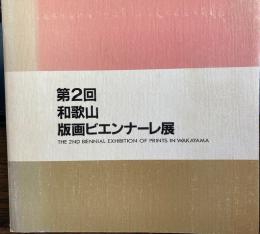 第2回
和歌山
版画ビエンナーレ展
THE 2ND BIENNIAL EXHIBITION OF PRINTS IN WAKAYAMA